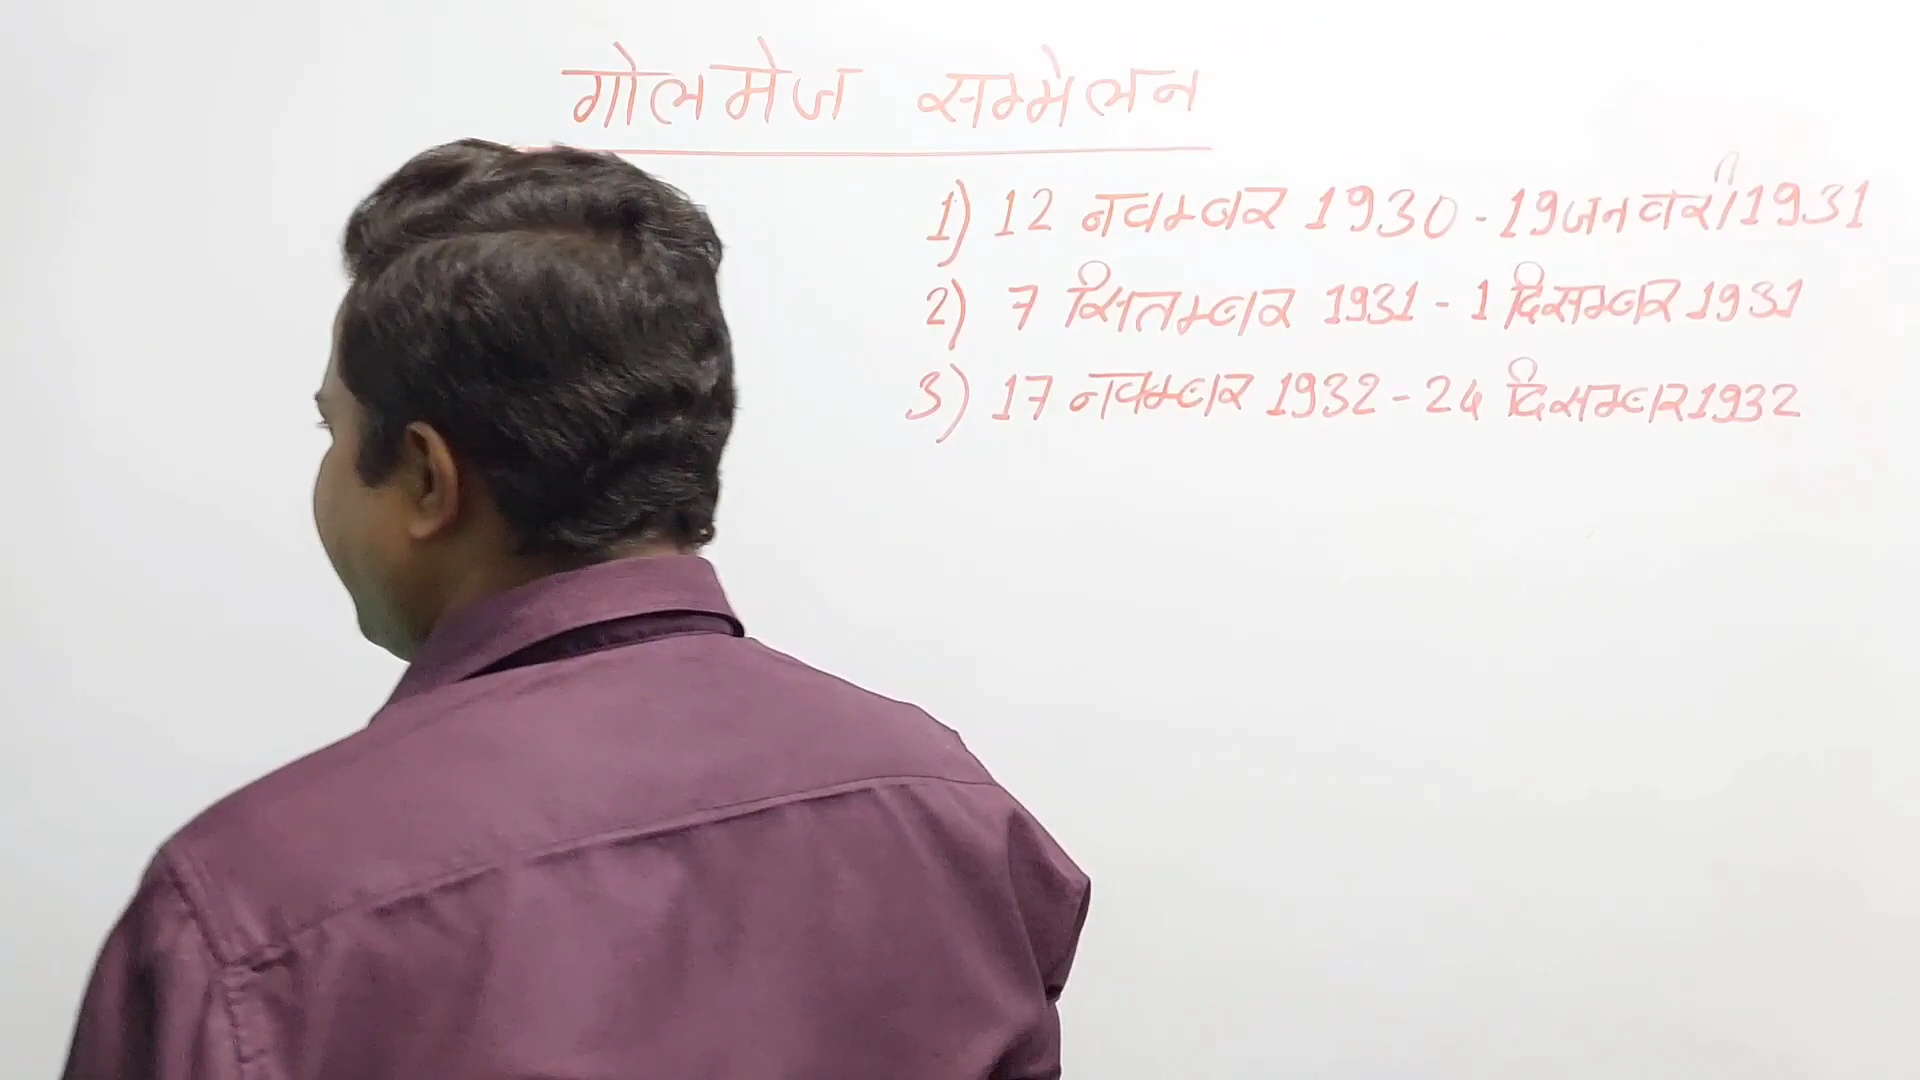 गोलमेज सम्मेलन
1) 12 नवम्बर 1930 - 19 जनवरी 1931
2) 7 सितम्बर 1931 - 1 दिसम्बर 1931
3) 17 नवम्बर 1932 - 24 दिसम्बर 1932